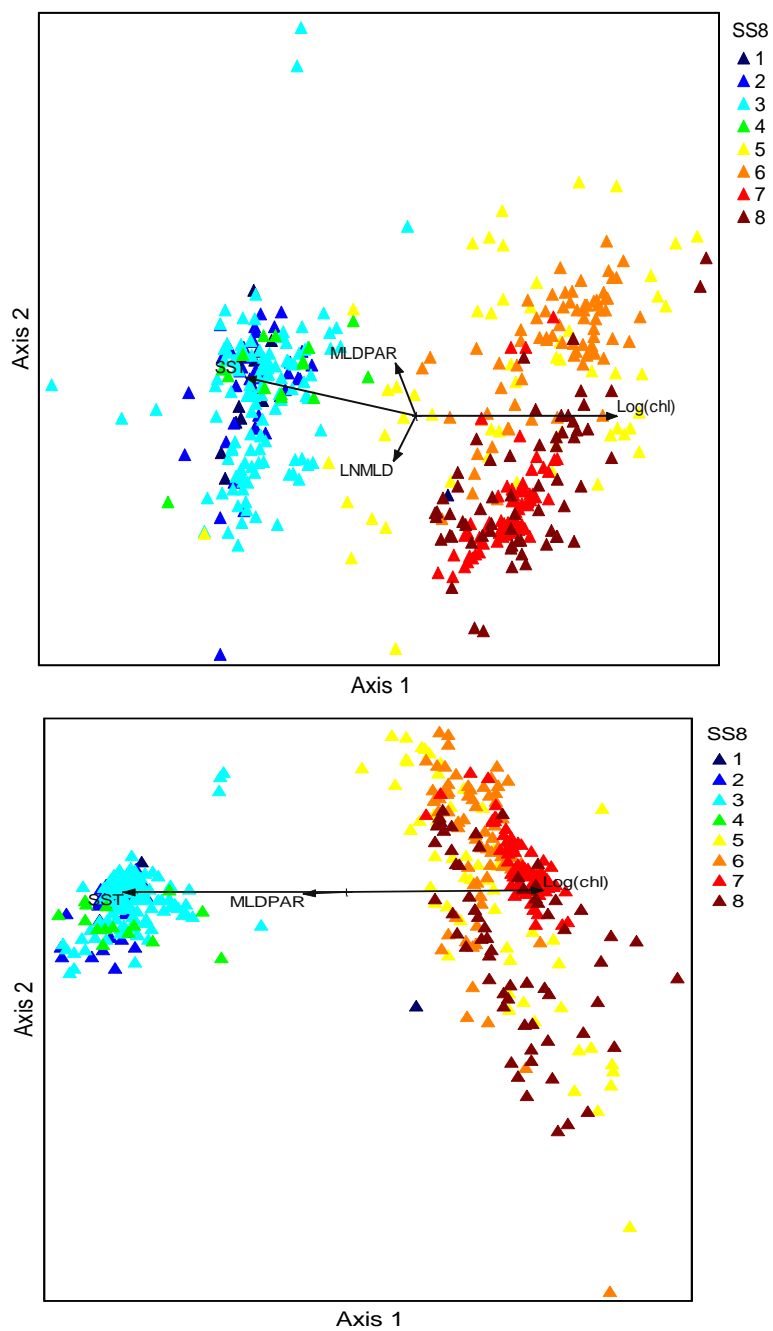 SS8
1
2
3
4
5
6
7
8
MLDPAR
SST
Log(chl)
LNMLD
Axis 2
Axis 1
SS8
1
2
3
4
5
6
7
8
Log(chl)
SST
MLDPAR
Axis 2
Axis 1